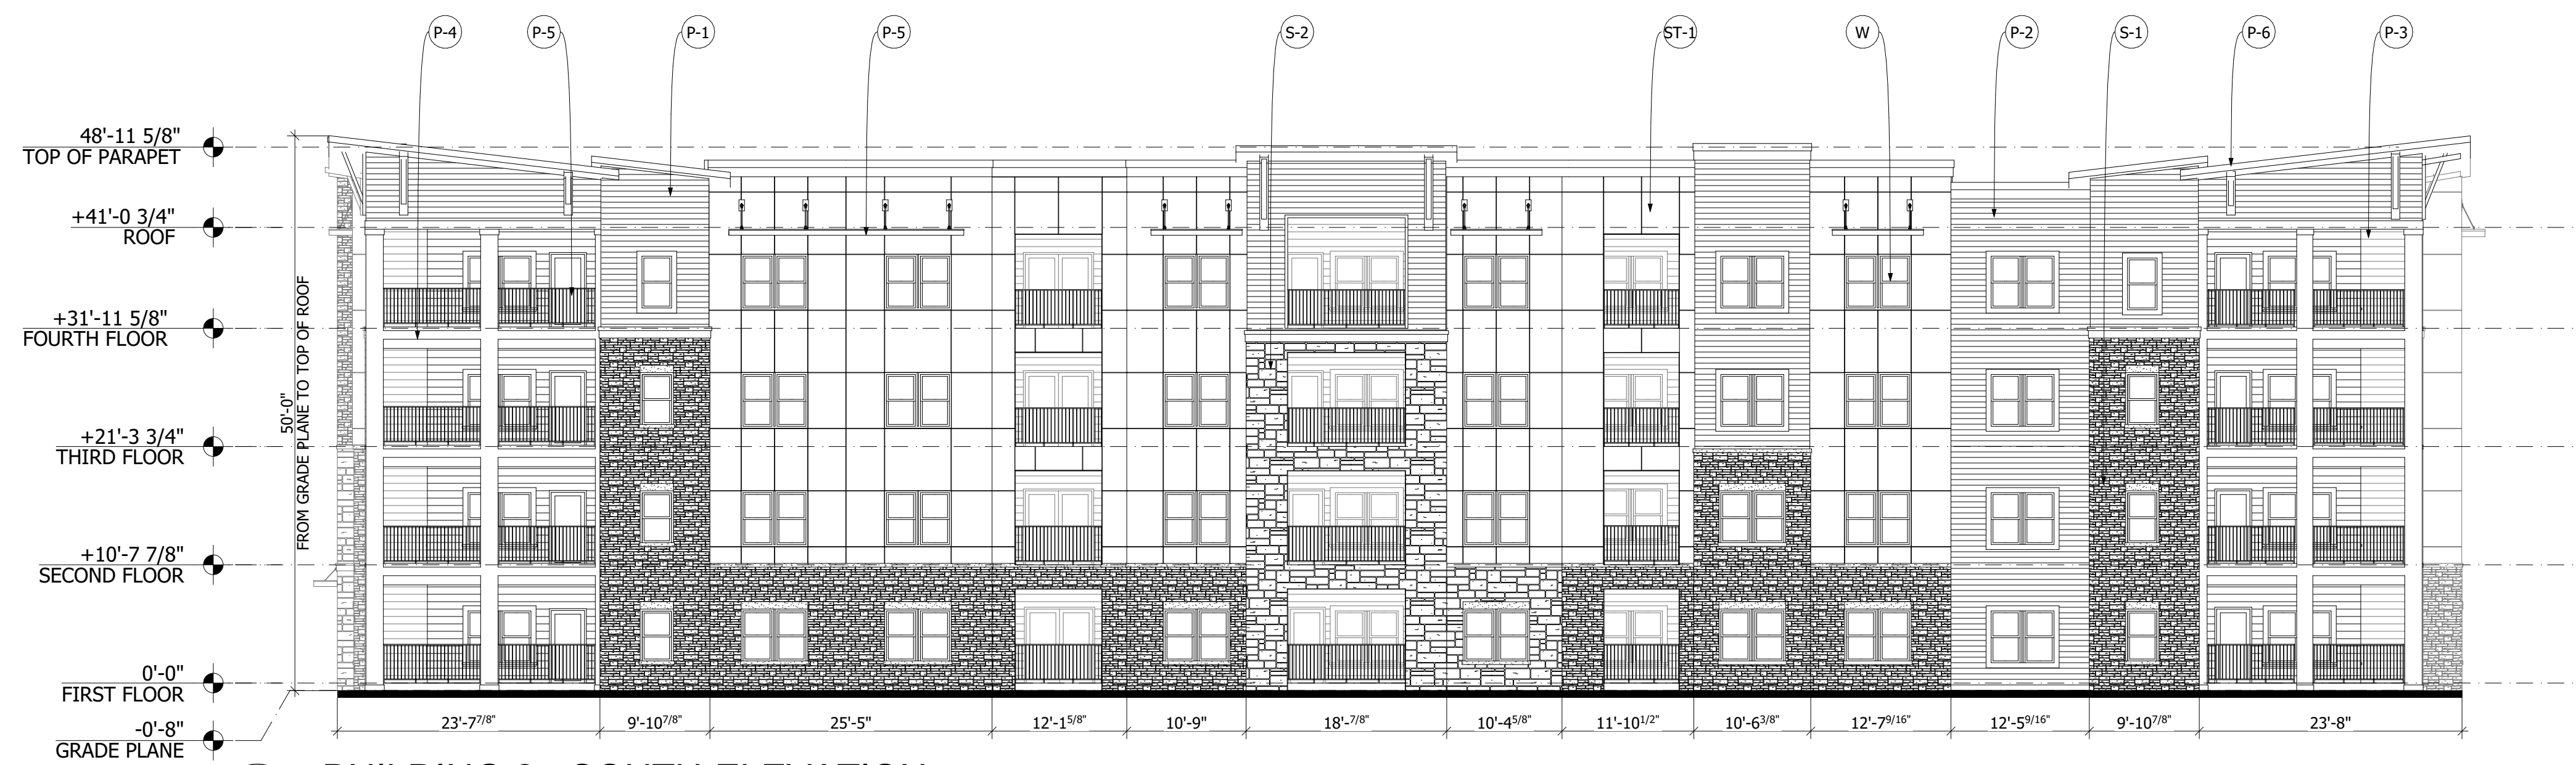 P-4
P-5
P-1
P-5
S-2
ST-1
W
P-2
S-1
P-6
P-3
48'-11 5/8"
TOP OF PARAPET
+41'-0 3/4"
ROOF
+31'-11 5/8"
FOURTH FLOOR
+21'-3 3/4"
THIRD FLOOR
+10'-7 7/8"
SECOND FLOOR
0'-0"
FIRST FLOOR
-0'-8"
GRADE PLANE
50'-0"
FROM GRADE PLANE TO TOP OF ROOF
23'-7 7/8"
9'-10 7/8"
25'-5"
12'-1 5/8"
10'-9"
18'-7/8"
10'-4 5/8"
11'-10 1/2"
10'-6 3/8"
12'-7 9/16"
12'-5 9/16"
9'-10 7/8"
23'-8"